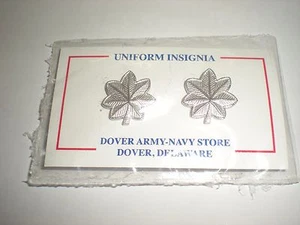 UNIFORM INSIGNIA
DOVER ARMY-NAVY STORE
DOVER, DELAWARE